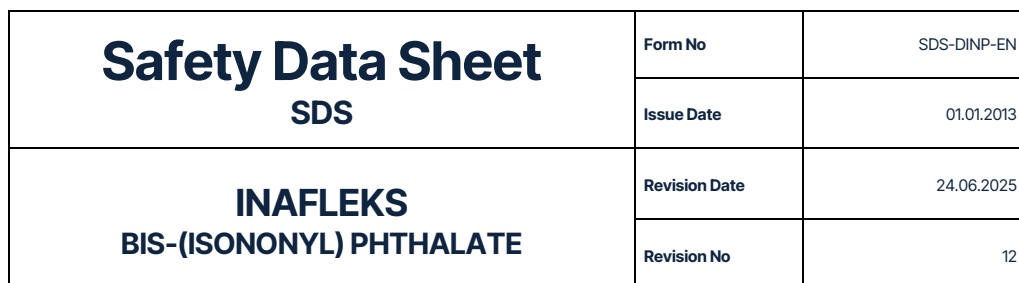 Safety Data Sheet
SDS
Form No SDS-DINP-EN
Issue Date 01.01.2013
INAFLEKS
BIS-(ISONONYL) PHTHALATE
Revision Date 24.06.2025
Revision No 12